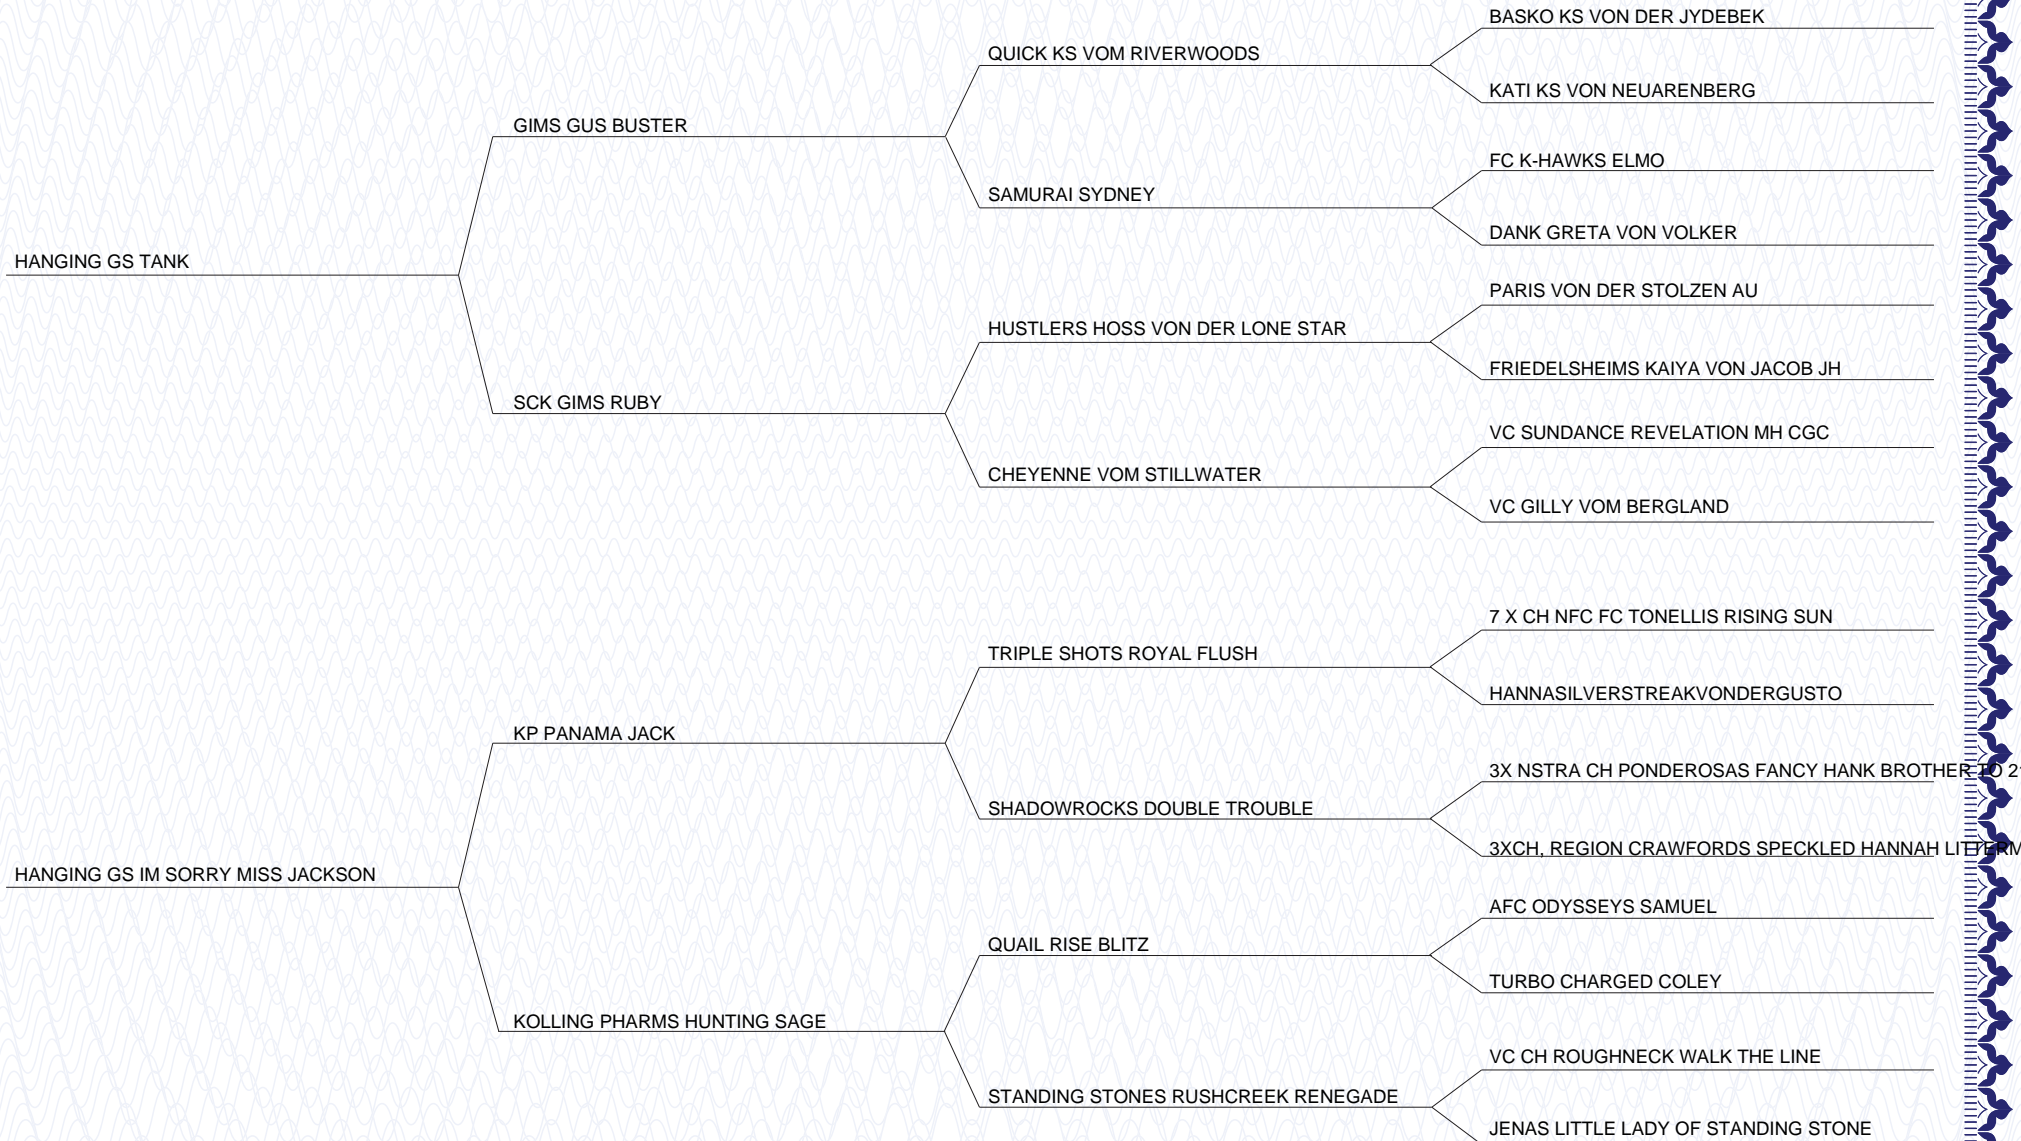 BASKO KS VON DER JYDEBEK
QUICK KS VOM RIVERWOODS
KATI KS VON NEUARENBERG
GIMS GUS BUSTER
FC K-HAWKS ELMO
SAMURAI SYDNEY
DANK GRETA VON VOLKER
HANGING GS TANK
PARIS VON DER STOLZEN AU
HUSTLERS HOSS VON DER LONE STAR
FRIEDELSHEIMS KAIYA VON JACOB JH
SCK GIMS RUBY
VC SUNDANCE REVELATION MH CGC
CHEYENNE VOM STILLWATER
VC GILLY VOM BERGLAND
7 X CH NFC FC TONELLIS RISING SUN
TRIPLE SHOTS ROYAL FLUSH
HANNASILVERSTREAKVONDERGUSTO
KP PANAMA JACK
3X NSTRA CH PONDEROSAS FANCY HANK BROTHER TO
SHADOWROCKS DOUBLE TROUBLE
3XCH, REGION CRAWFORDS SPECKLED HANNAH
HANGING GS IM SORRY MISS JACKSON
AFC ODYSSEYS SAMUEL
QUAIL RISE BLITZ
TURBO CHARGED COLEY
KOLLING PHARMS HUNTING SAGE
VC CH ROUGHNECK WALK THE LINE
STANDING STONES RUSHCREEK RENEGADE
JENAS LITTLE LADY OF STANDING STONE